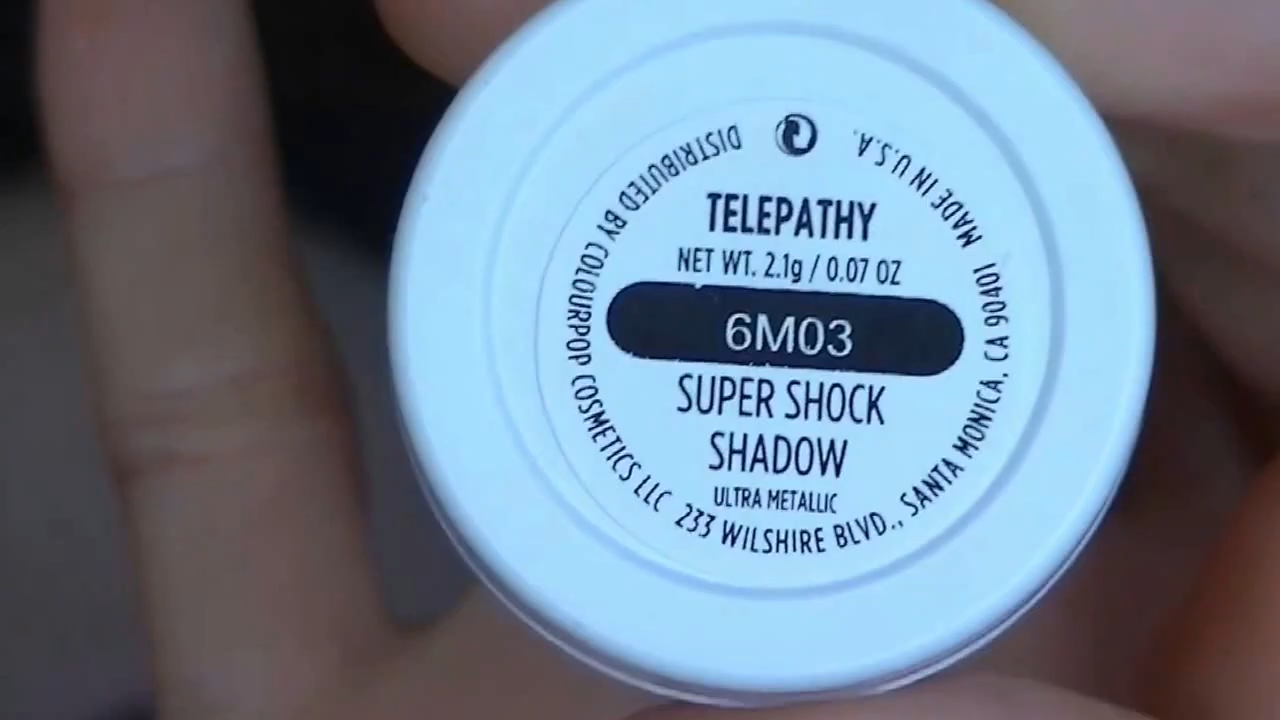 TELEPATHY
NET WT. 2.1g / 0.07 OZ
6M03
SUPER SHOCK
SHADOW
ULTRA METALLIC
DISTRIBUTED BY COLOURPOP COSMETICS LLC 233 WILSHIRE BLVD., SANTA MONICA, CA 90401 MADE IN U.S.A.